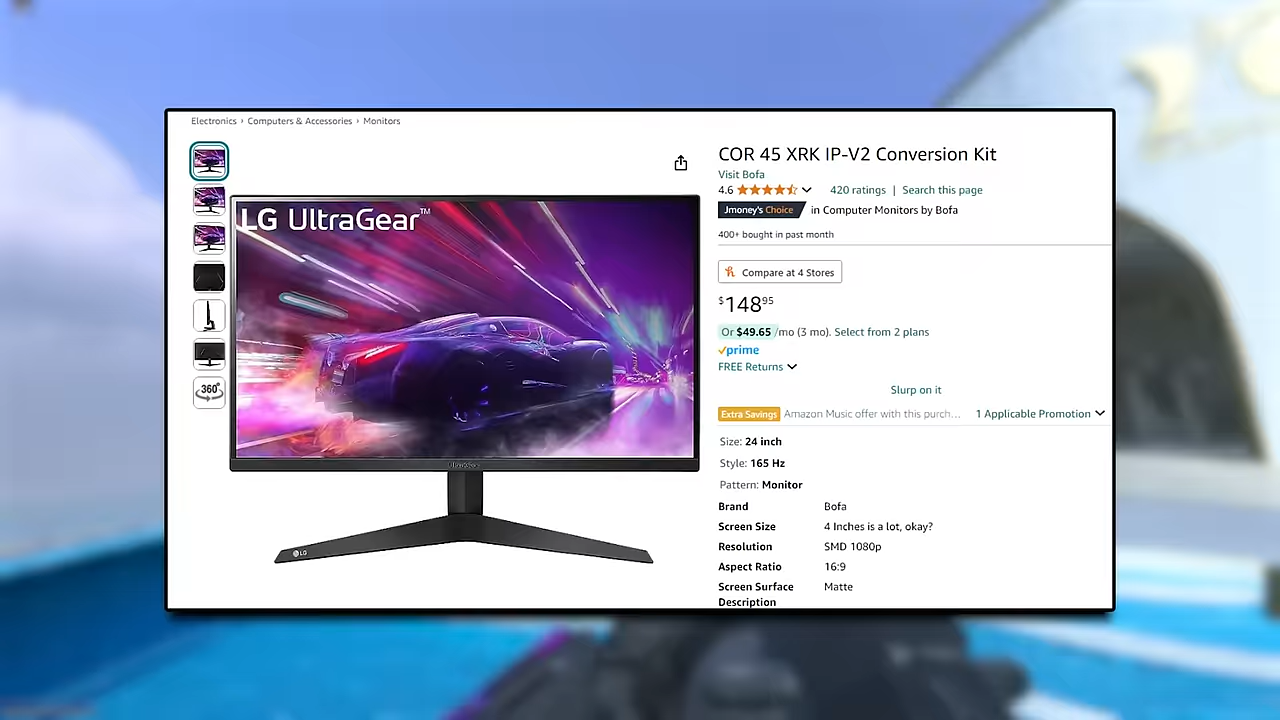 Electronics › Computers & Accessories › Monitors
COR 45 XRK IP-V2 Conversion Kit
Visit Bofa
4.6 420 ratings | Search this page
Jmoney's Choice in Computer Monitors by Bofa
400+ bought in past month
Compare at 4 Stores
$148.95
Or $49.65/mo (3 mo). Select from 2 plans
prime
FREE Returns
Slurp on it
Extra Savings Amazon Music offer with this purch… 1 Applicable Promotion
Size: 24 inch
Style: 165 Hz
Pattern: Monitor
Brand Bofa
Screen Size 4 Inches is a lot, okay?
Resolution SMD 1080p
Aspect Ratio 16:9
Screen Surface Matte
Description
360°
LG UltraGear™
UltraGear
LG